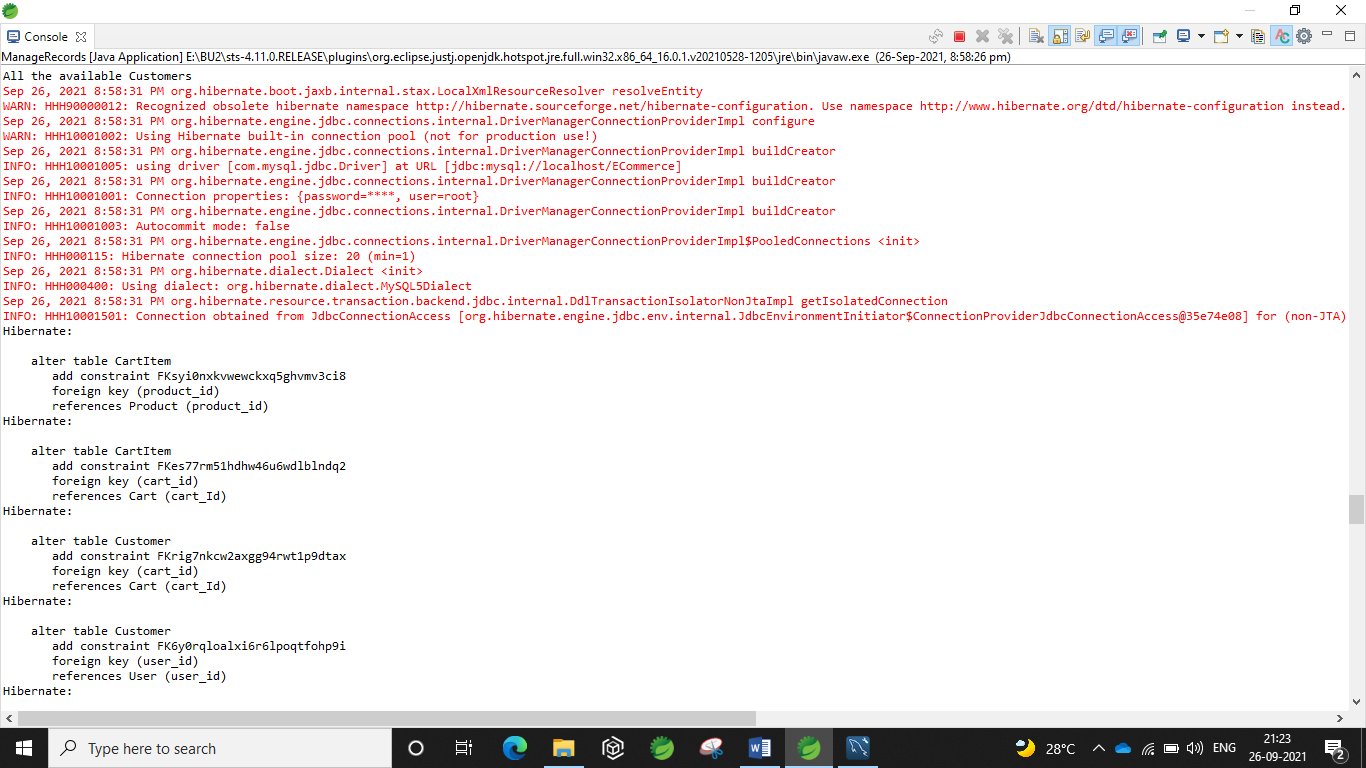 Console
ManageRecords [Java Application] E:\BU2\sts-4.11.0.RELEASE\plugins\org.eclipse.justj.openjdk.hotspot.jre.full.win32.x86_64_16.0.1.v20210528-1205\jre\bin\javaw.exe (26-Sep-2021, 8:58:26 pm)
All the available Customers
Sep 26, 2021 8:58:31 PM org.hibernate.boot.jaxb.internal.stax.LocalXmlResourceResolver resolveEntity
WARN: HHH90000012: Recognized obsolete hibernate namespace http://hibernate.sourceforge.net/hibernate-configuration. Use namespace http://www.hibernate.org/dtd/hibernate-configuration instead.
Sep 26, 2021 8:58:31 PM org.hibernate.engine.jdbc.connections.internal.DriverManagerConnectionProviderImpl configure
WARN: HHH10001002: Using Hibernate built-in connection pool (not for production use!)
Sep 26, 2021 8:58:31 PM org.hibernate.engine.jdbc.connections.internal.DriverManagerConnectionProviderImpl buildCreator
INFO: HHH10001005: using driver [com.mysql.jdbc.Driver] at URL [jdbc:mysql://localhost/ECommerce]
Sep 26, 2021 8:58:31 PM org.hibernate.engine.jdbc.connections.internal.DriverManagerConnectionProviderImpl buildCreator
INFO: HHH10001001: Connection properties: {password=****, user=root}
Sep 26, 2021 8:58:31 PM org.hibernate.engine.jdbc.connections.internal.DriverManagerConnectionProviderImpl buildCreator
INFO: HHH10001003: Autocommit mode: false
Sep 26, 2021 8:58:31 PM org.hibernate.engine.jdbc.connections.internal.DriverManagerConnectionProviderImpl$PooledConnections <init>
INFO: HHH000115: Hibernate connection pool size: 20 (min=1)
Sep 26, 2021 8:58:31 PM org.hibernate.dialect.Dialect <init>
INFO: HHH000400: Using dialect: org.hibernate.dialect.MySQL5Dialect
Sep 26, 2021 8:58:31 PM org.hibernate.resource.transaction.backend.jdbc.internal.DdlTransactionIsolatorNonJtaImpl getIsolatedConnection
INFO: HHH10001501: Connection obtained from JdbcConnectionAccess [org.hibernate.engine.jdbc.env.internal.JdbcEnvironmentInitiator$ConnectionProviderJdbcConnectionAccess@35e74e08] for (non-JTA)
Hibernate:
alter table CartItem
add constraint FKsyi0nxkvwewckxq5ghvmv3ci8
foreign key (product_id)
references Product (product_id)
Hibernate:
alter table CartItem
add constraint FKes77rm51hdhw46u6wdlblndq2
foreign key (cart_id)
references Cart (cart_Id)
Hibernate:
alter table Customer
add constraint FKrig7nkcw2axgg94rwt1p9dtax
foreign key (cart_id)
references Cart (cart_Id)
Hibernate:
alter table Customer
add constraint FK6y0rqloalxi6r6lpoqtfohp9i
foreign key (user_id)
references User (user_id)
Hibernate:
Type here to search
28°C
ENG
21:23
26-09-2021
2